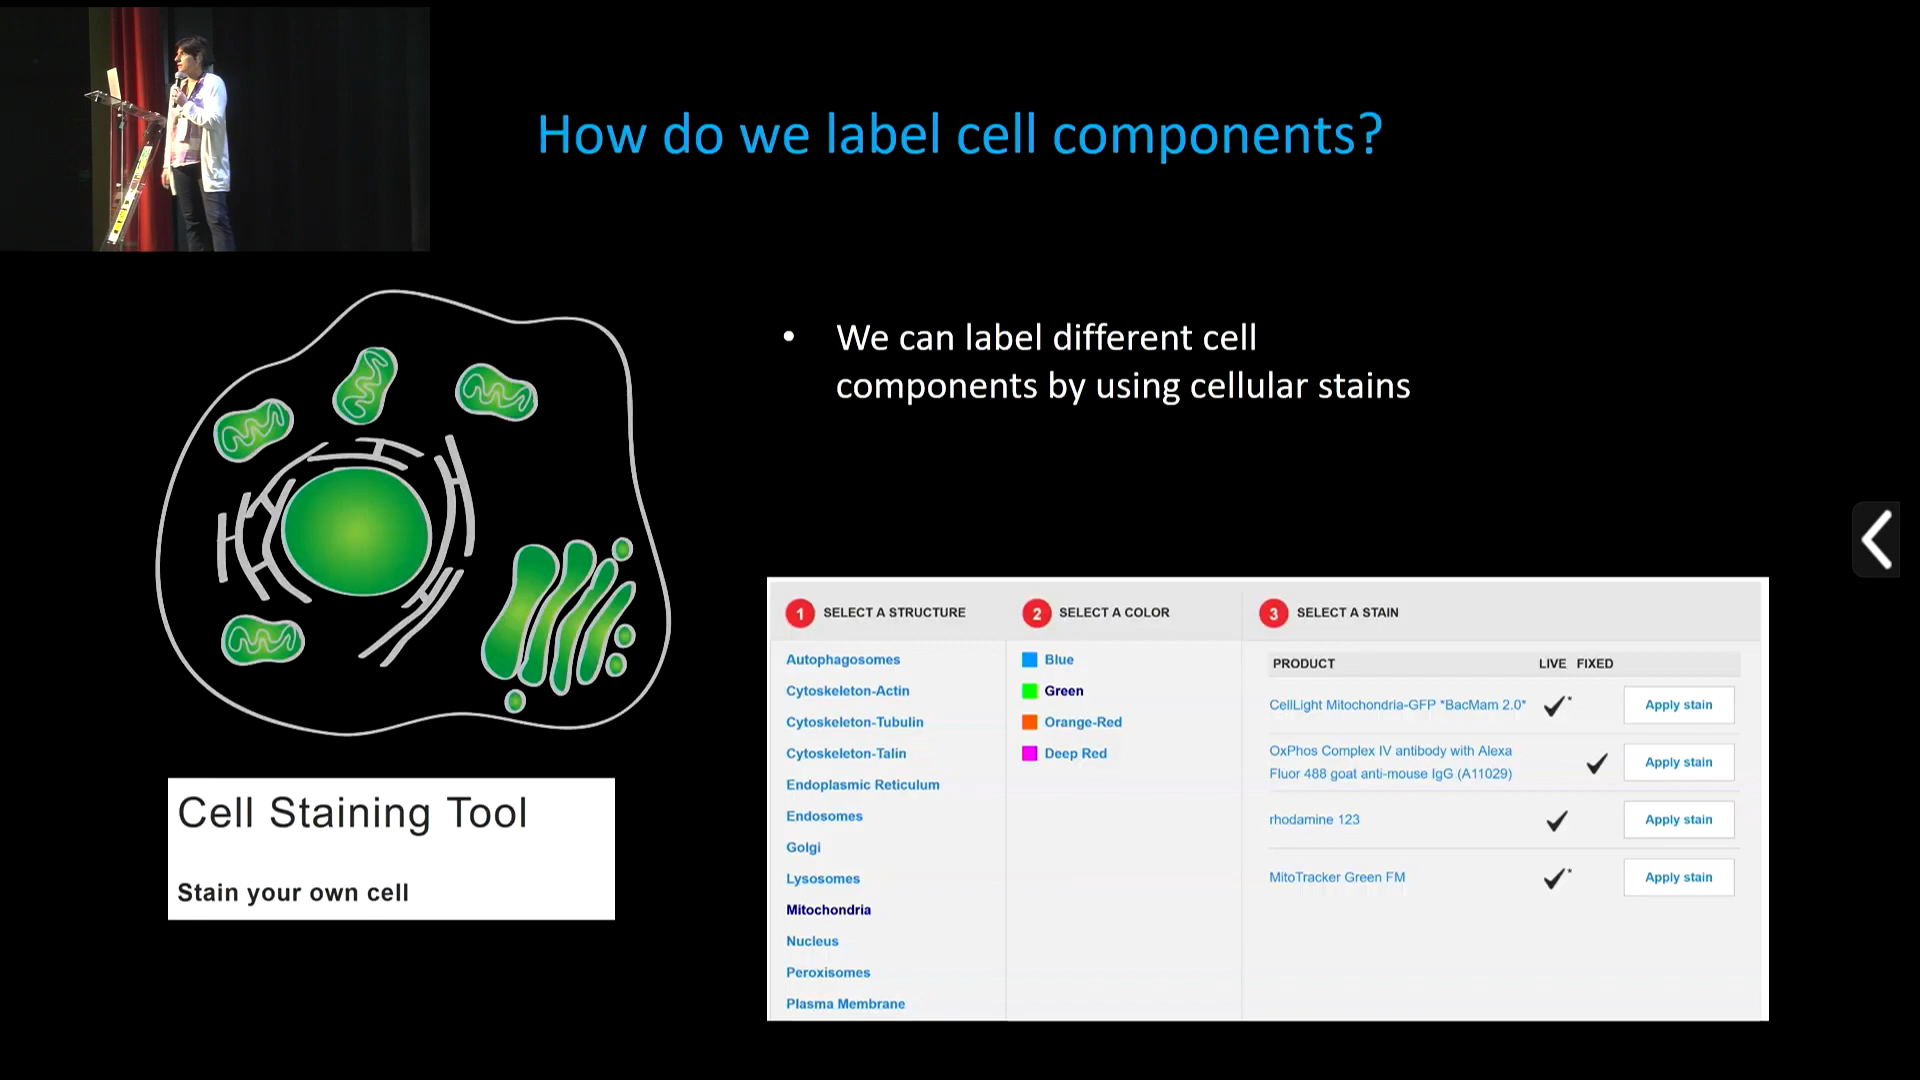 How do we label cell components?
• We can label different cell
components by using cellular stains
Cell Staining Tool
Stain your own cell
1 SELECT A STRUCTURE
Autophagosomes
Cytoskeleton-Actin
Cytoskeleton-Tubulin
Cytoskeleton-Talin
Endoplasmic Reticulum
Endosomes
Golgi
Lysosomes
Mitochondria
Nucleus
Peroxisomes
Plasma Membrane
2 SELECT A COLOR
Blue
Green
Orange-Red
Deep Red
3 SELECT A STAIN
PRODUCT LIVE FIXED
CellLight Mitochondria-GFP *BacMam 2.0* ✓* Apply stain
OxPhos Complex IV antibody with Alexa
Fluor 488 goat anti-mouse IgG (A11029) ✓ Apply stain
rhodamine 123 ✓ Apply stain
MitoTracker Green FM ✓* Apply stain